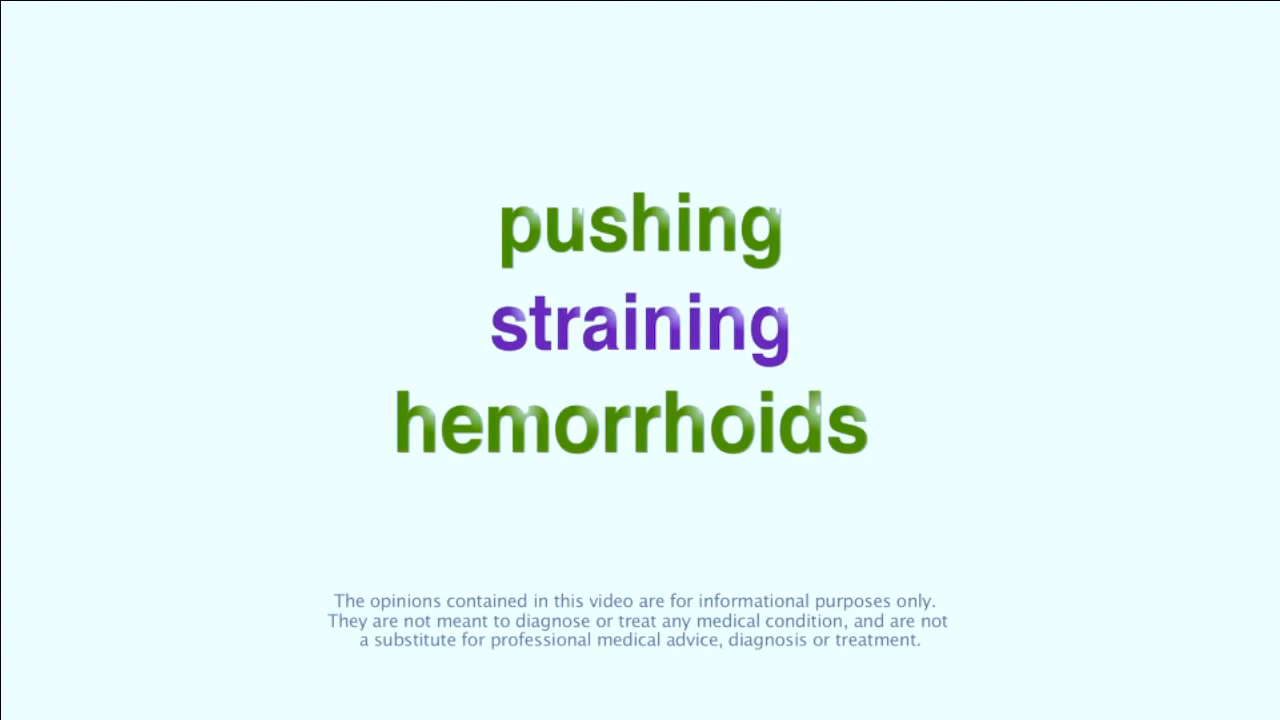 pushing
straining
hemorrhoids
The opinions contained in this video are for informational purposes only.
They are not meant to diagnose or treat any medical condition, and are not
a substitute for professional medical advice, diagnosis or treatment.